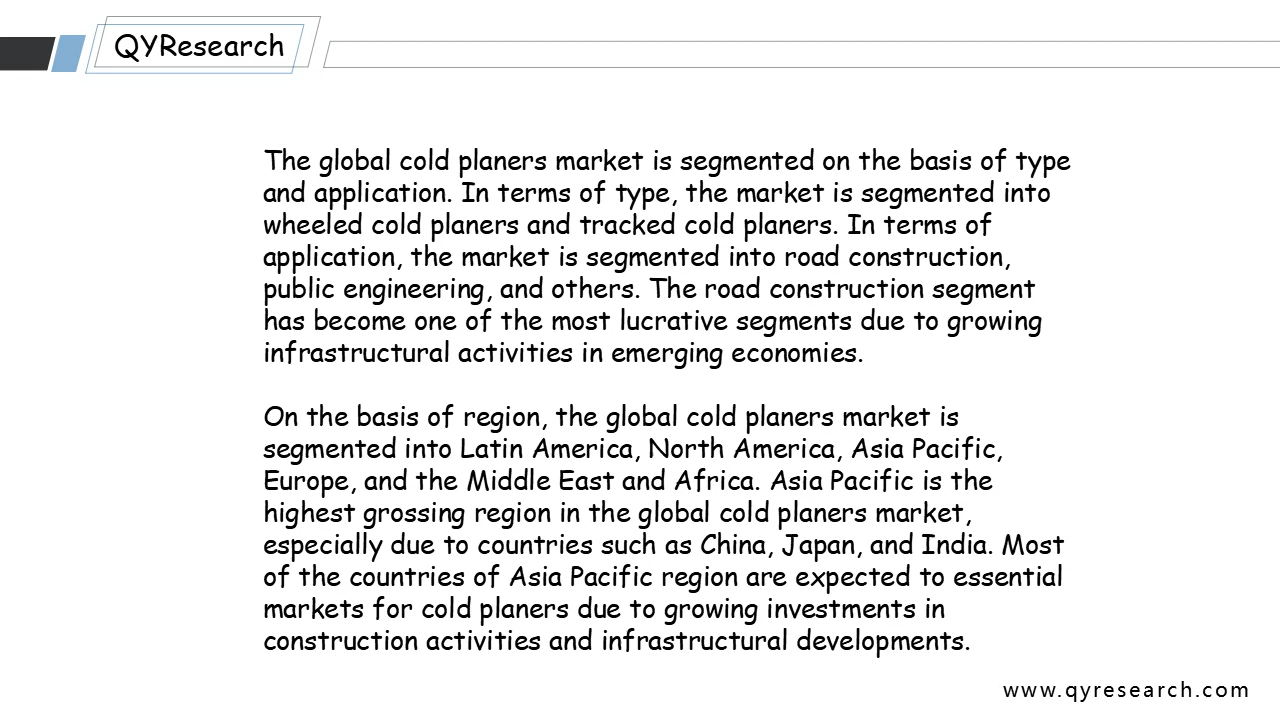 QYResearch
The global cold planers market is segmented on the basis of type
and application. In terms of type, the market is segmented into
wheeled cold planers and tracked cold planers. In terms of
application, the market is segmented into road construction,
public engineering, and others. The road construction segment
has become one of the most lucrative segments due to growing
infrastructural activities in emerging economies.
On the basis of region, the global cold planers market is
segmented into Latin America, North America, Asia Pacific,
Europe, and the Middle East and Africa. Asia Pacific is the
highest grossing region in the global cold planers market,
especially due to countries such as China, Japan, and India. Most
of the countries of Asia Pacific region are expected to essential
markets for cold planers due to growing investments in
construction activities and infrastructural developments.
www.qyresearch.com